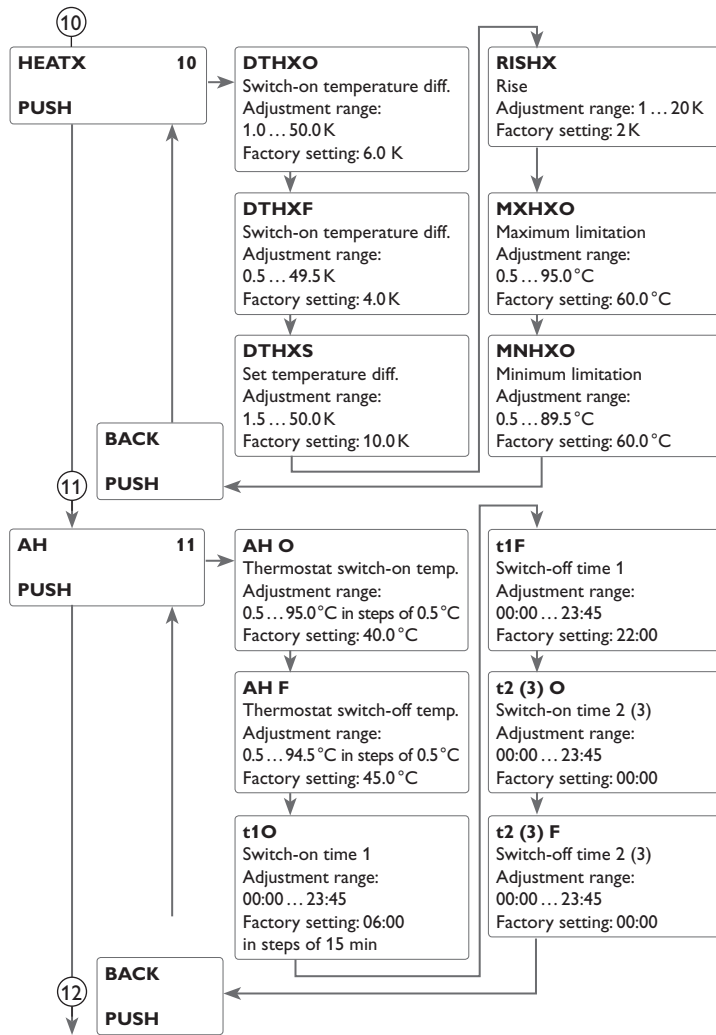 10
HEATX 10
PUSH
DTHXO
Switch-on temperature diff.
Adjustment range:
1.0 … 50.0 K
Factory setting: 6.0 K
DTHXF
Switch-on temperature diff.
Adjustment range:
0.5 … 49.5 K
Factory setting: 4.0 K
DTHXS
Set temperature diff.
Adjustment range:
1.5 … 50.0 K
Factory setting: 10.0 K
RISHX
Rise
Adjustment range: 1 … 20 K
Factory setting: 2 K
MXHXO
Maximum limitation
Adjustment range:
0.5 … 95.0 °C
Factory setting: 60.0 °C
MNHXO
Minimum limitation
Adjustment range:
0.5 … 89.5 °C
Factory setting: 60.0 °C
BACK
PUSH
11
AH 11
PUSH
AH O
Thermostat switch-on temp.
Adjustment range:
0.5 … 95.0 °C in steps of 0.5 °C
Factory setting: 40.0 °C
AH F
Thermostat switch-off temp.
Adjustment range:
0.5 … 94.5 °C in steps of 0.5 °C
Factory setting: 45.0 °C
t1O
Switch-on time 1
Adjustment range:
00:00 … 23:45
Factory setting: 06:00
in steps of 15 min
t1F
Switch-off time 1
Adjustment range:
00:00 … 23:45
Factory setting: 22:00
t2 (3) O
Switch-on time 2 (3)
Adjustment range:
00:00 … 23:45
Factory setting: 00:00
t2 (3) F
Switch-off time 2 (3)
Adjustment range:
00:00 … 23:45
Factory setting: 00:00
BACK
PUSH
12